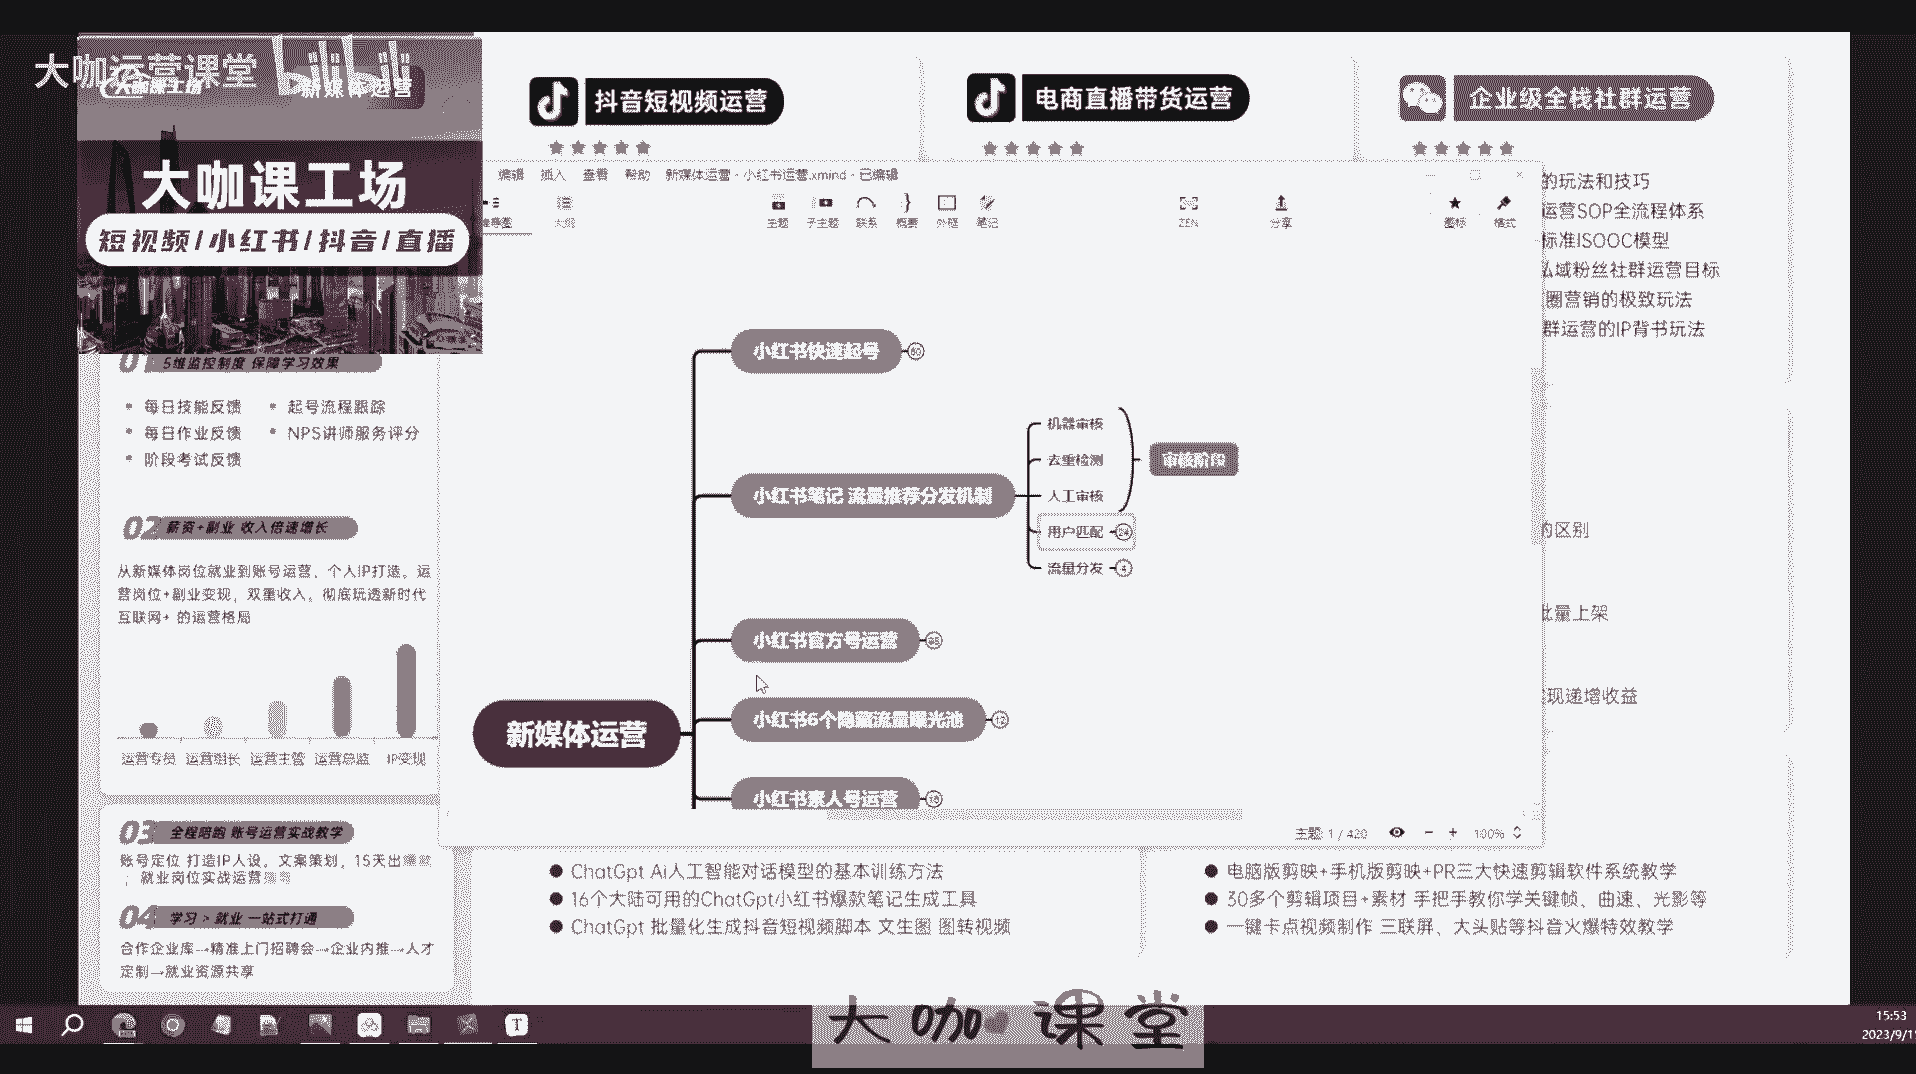 大咖运营课堂
bilibili
大咖课工场
新媒体运营
大咖课工场
短视频/小红书/抖音/直播
抖音短视频运营
电商直播带货运营
企业级全栈社群运营
的玩法和技巧
运营SOP全流程体系
标准ISOOC模型
私域粉丝社群运营目标
圈营销的极致玩法
群运营的IP背书玩法
的区别
批量上架
现递增收益
编辑 插入 查看 帮助 新媒体运营 - 小红书运营.xmind - 已编辑
大纲 主题 子主题 联系 概要 外框 笔记 ZEN 分享 图标 格式
小红书快速起号
小红书笔记 流量推荐分发机制
机器审核
去重检测
人工审核
审核阶段
用户匹配 24
流量分发 4
小红书官方号运营
小红书6个隐藏流量曝光池 12
新媒体运营
小红书素人号运营
主题: 1 / 420
100%
5维监控制度 保障学习效果
每日技能反馈
起号流程跟踪
每日作业反馈
NPS讲师服务评分
阶段考试反馈
02 薪资+副业 收入倍速增长
从新媒体岗位就业到账号运营、个人IP打造。运
营岗位+副业变现，双重收入。彻底玩透新时代
互联网+ 的运营格局
运营专员 运营组长 运营主管 运营总监 IP变现
03 全程陪跑 账号运营实战教学
账号定位 打造IP人设。文案策划，15天出爆款
；就业岗位实战运营
04 学习 > 就业 一站式打通
合作企业库→精准上门招聘会→企业内推→人才
定制→就业资源共享
ChatGpt Ai人工智能对话模型的基本训练方法
16个大陆可用的ChatGpt小红书爆款笔记生成工具
ChatGpt 批量化生成抖音短视频脚本 文生图 图转视频
电脑版剪映+手机版剪映+PR三大快速剪辑软件系统教学
30多个剪辑项目+素材 手把手教你学关键帧、曲速、光影等
一键卡点视频制作 三联屏、大头贴等抖音火爆特效教学
大咖课堂
15:53
2023/9/1